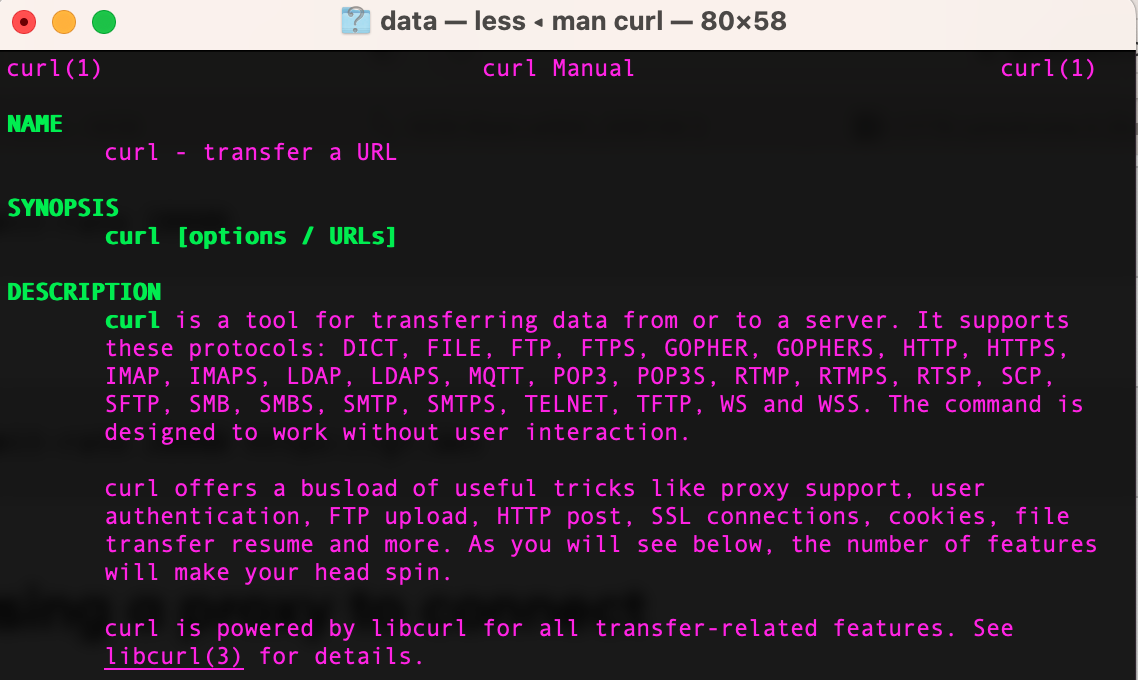 data — less ◂ man curl — 80×58
curl(1) curl Manual curl(1)
NAME
curl - transfer a URL
SYNOPSIS
curl [options / URLs]
DESCRIPTION
curl is a tool for transferring data from or to a server. It supports
these protocols: DICT, FILE, FTP, FTPS, GOPHER, GOPHERS, HTTP, HTTPS,
IMAP, IMAPS, LDAP, LDAPS, MQTT, POP3, POP3S, RTMP, RTMPS, RTSP, SCP,
SFTP, SMB, SMBS, SMTP, SMTPS, TELNET, TFTP, WS and WSS. The command is
designed to work without user interaction.
curl offers a busload of useful tricks like proxy support, user
authentication, FTP upload, HTTP post, SSL connections, cookies, file
transfer resume and more. As you will see below, the number of features
will make your head spin.
curl is powered by libcurl for all transfer-related features. See
libcurl(3) for details.